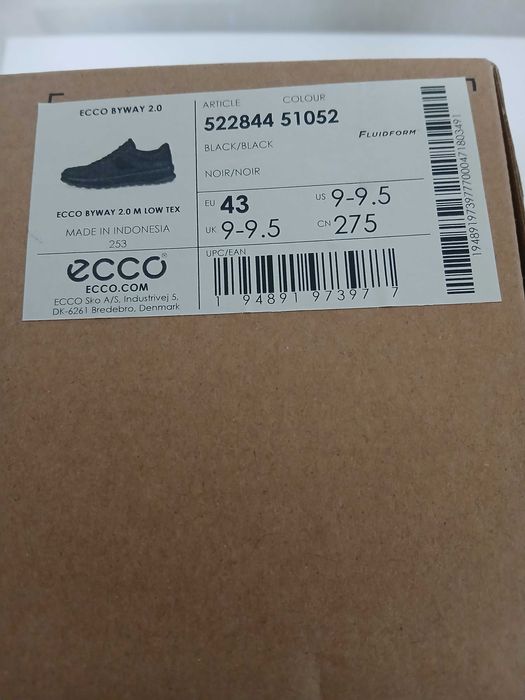 ECCO BYWAY 2.0
ECCO BYWAY 2.0 M LOW TEX
MADE IN INDONESIA
253
ecco
ECCO.COM
ECCO Sko A/S, Industrivej 5,
DK-6261 Bredebro, Denmark
ARTICLE COLOUR
522844 51052
BLACK/BLACK
FLUIDFORM
NOIR/NOIR
EU 43 US 9-9.5
UK 9-9.5 CN 275
UPC/EAN
1 94891 97397 7
1948919739770000471803491